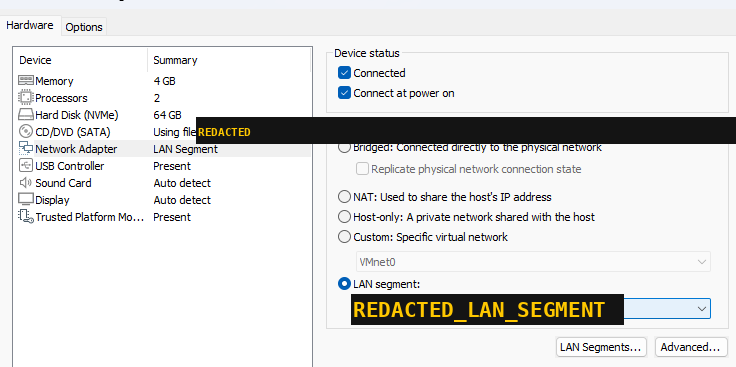 Hardware Options
Device Summary
Memory 4 GB
Processors 2
Hard Disk (NVMe) 64 GB
CD/DVD (SATA) Using file
Network Adapter LAN Segment
USB Controller Present
Sound Card Auto detect
Display Auto detect
Trusted Platform Mo... Present
Device status
Connected
Connect at power on
REDACTED
Bridged: Connected directly to the physical network
Replicate physical network connection state
NAT: Used to share the host's IP address
Host-only: A private network shared with the host
Custom: Specific virtual network
VMnet0
LAN segment:
REDACTED_LAN_SEGMENT
LAN Segments... Advanced...